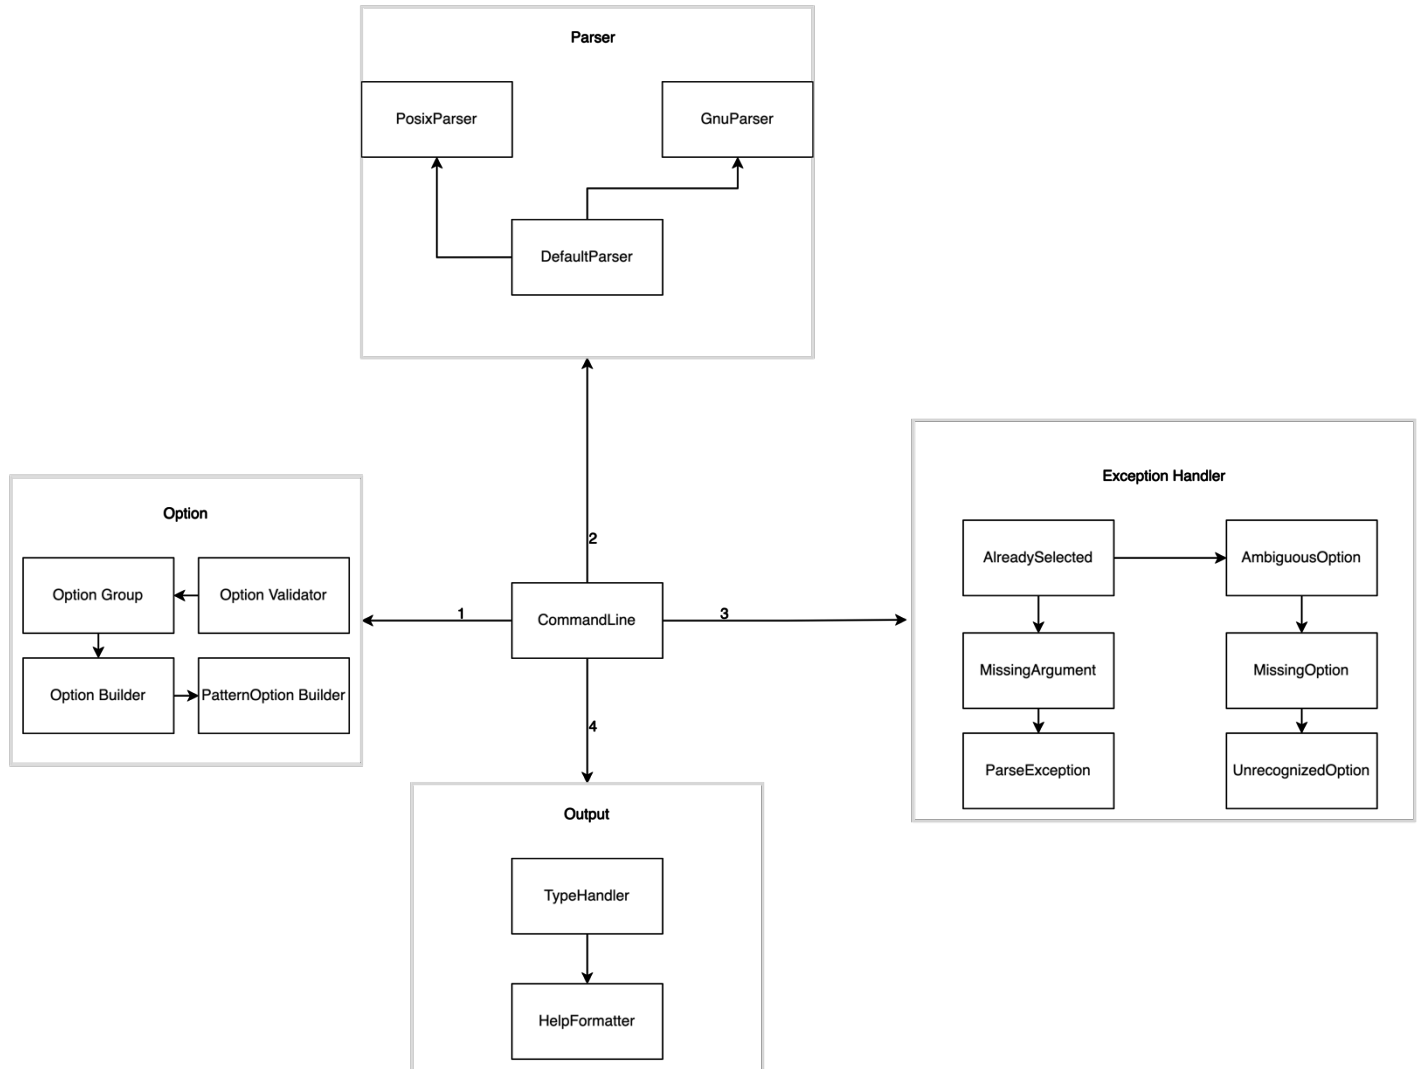 Parser
PosixParser
GnuParser
DefaultParser
2
Option
Option Group
Option Validator
Option Builder
PatternOption Builder
1
CommandLine
3
Exception Handler
AlreadySelected
AmbiguousOption
MissingArgument
MissingOption
ParseException
UnrecognizedOption
4
Output
TypeHandler
HelpFormatter